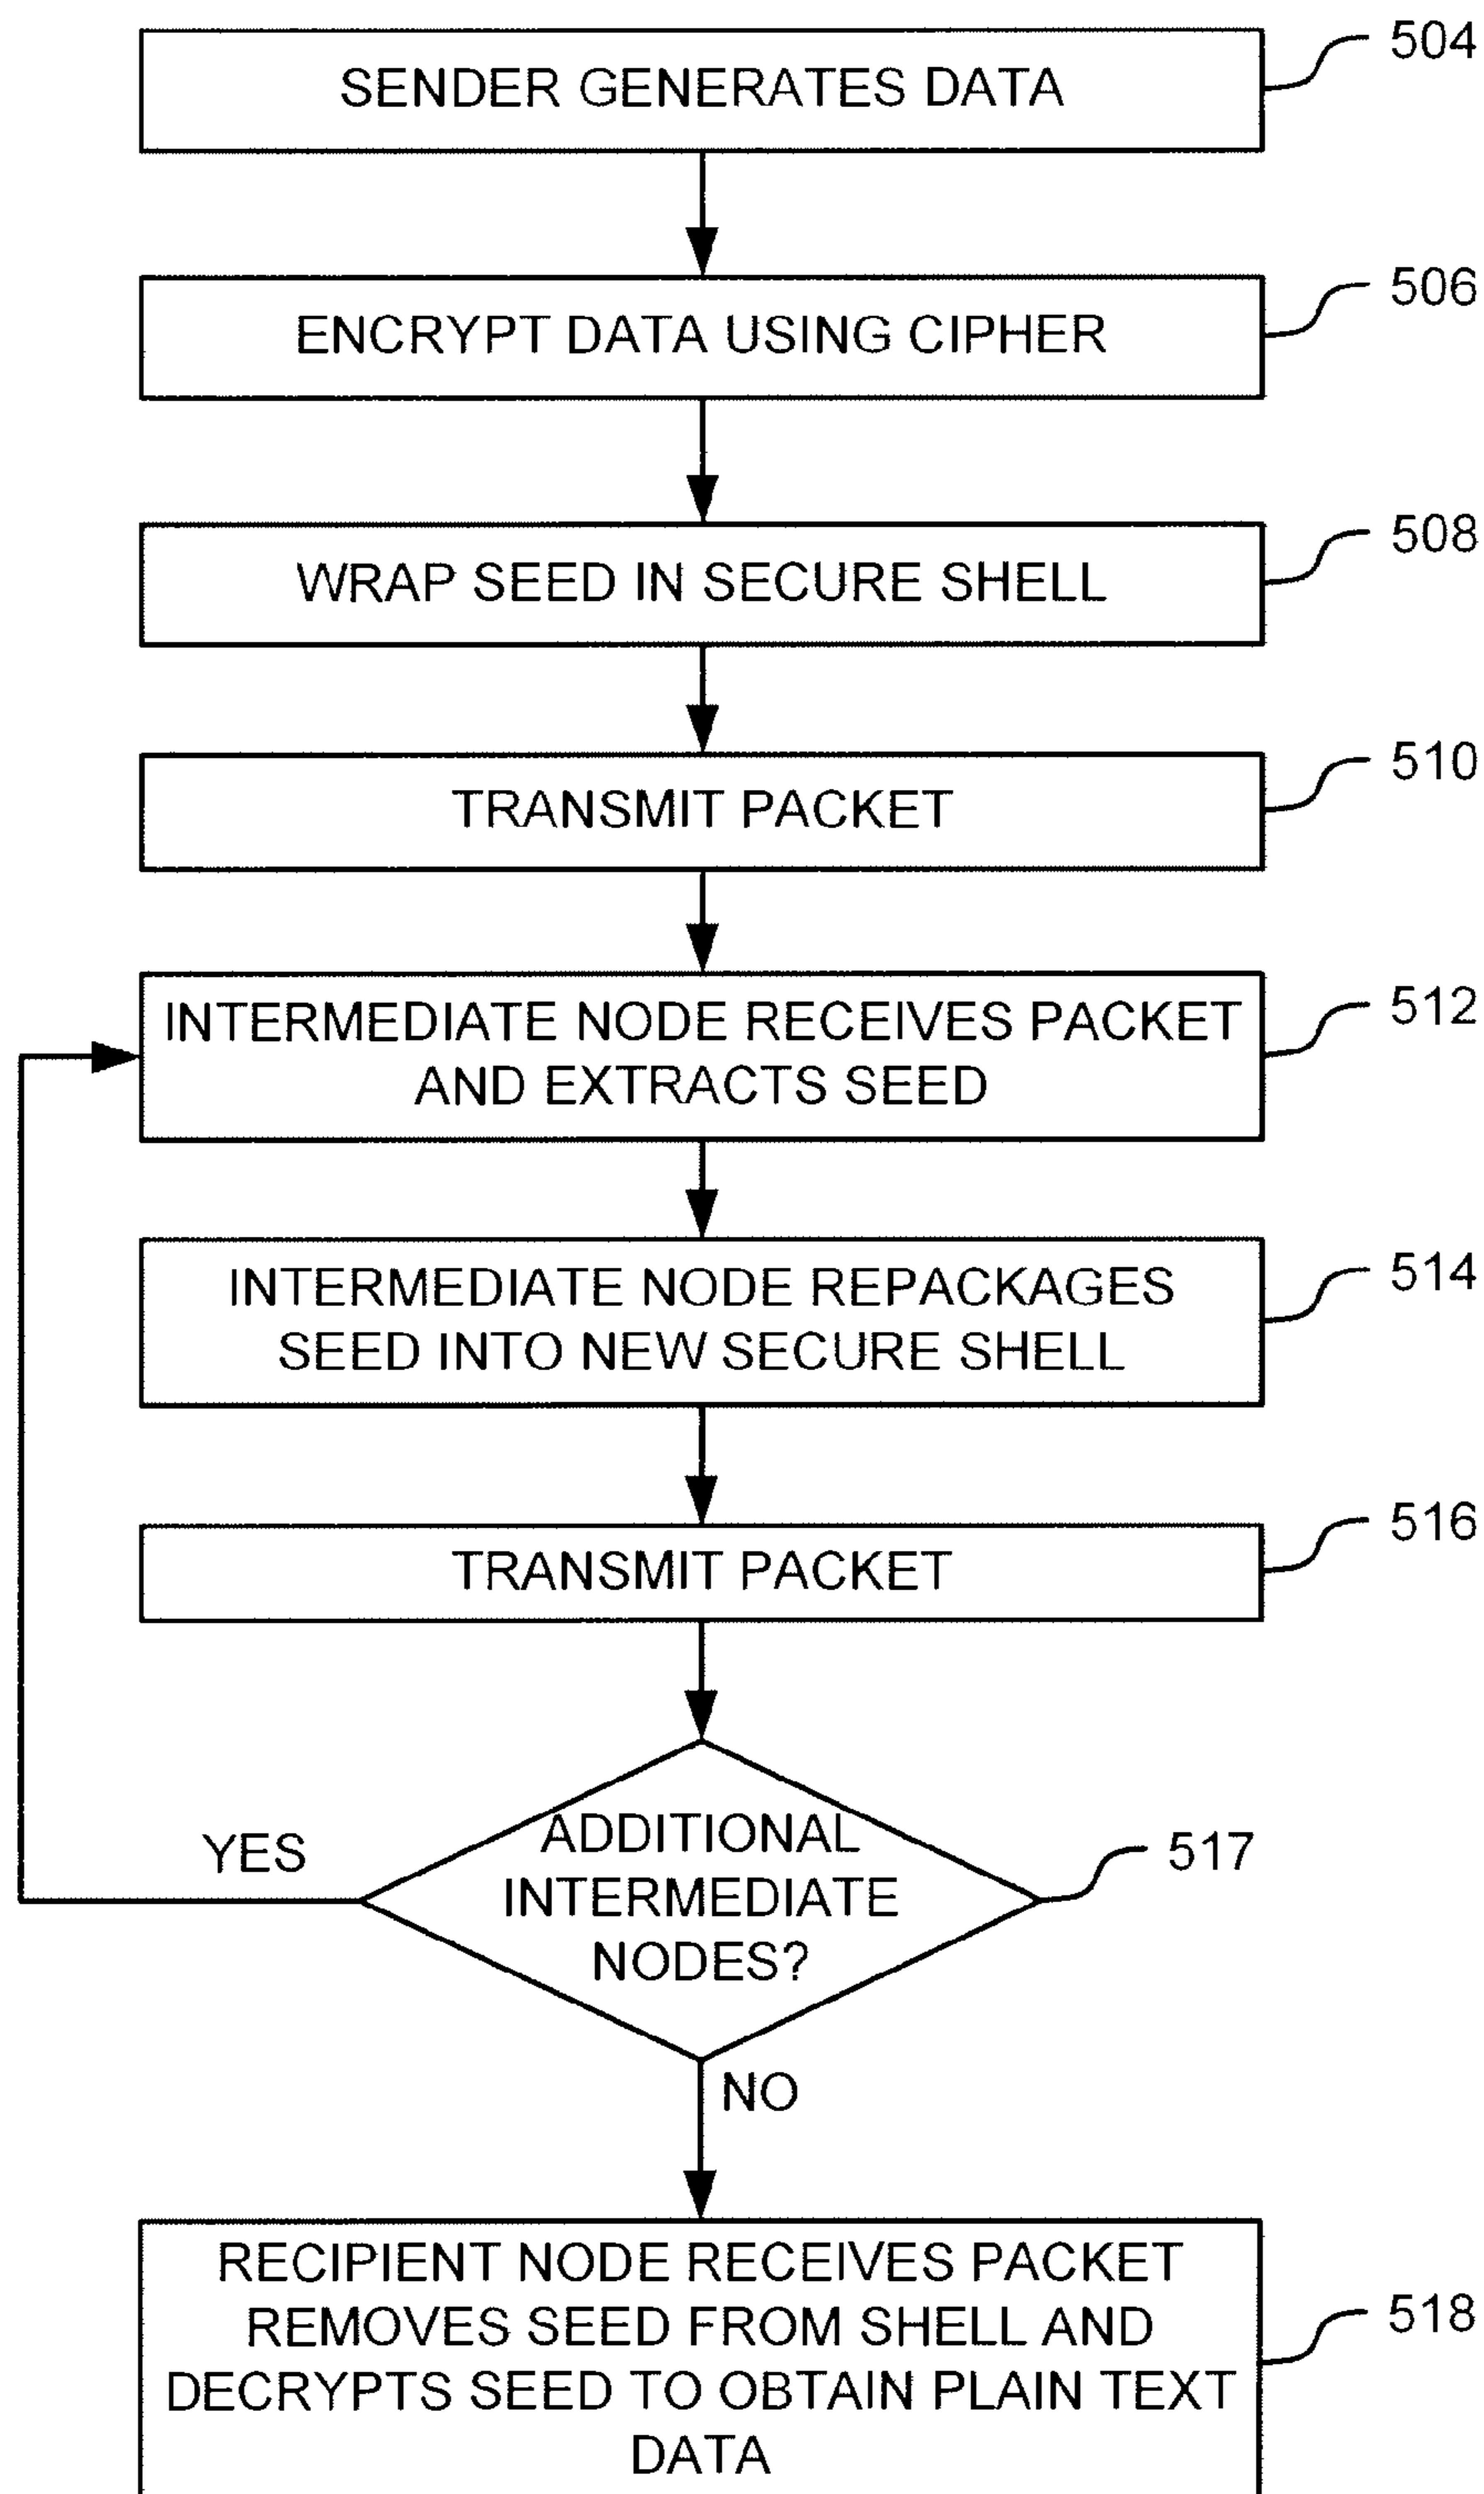 SENDER GENERATES DATA
504
ENCRYPT DATA USING CIPHER
506
WRAP SEED IN SECURE SHELL
508
TRANSMIT PACKET
510
INTERMEDIATE NODE RECEIVES PACKET
AND EXTRACTS SEED
512
INTERMEDIATE NODE REPACKAGES
SEED INTO NEW SECURE SHELL
514
TRANSMIT PACKET
516
ADDITIONAL
INTERMEDIATE
NODES?
517
YES
NO
RECIPIENT NODE RECEIVES PACKET
REMOVES SEED FROM SHELL AND
DECRYPTS SEED TO OBTAIN PLAIN TEXT
DATA
518